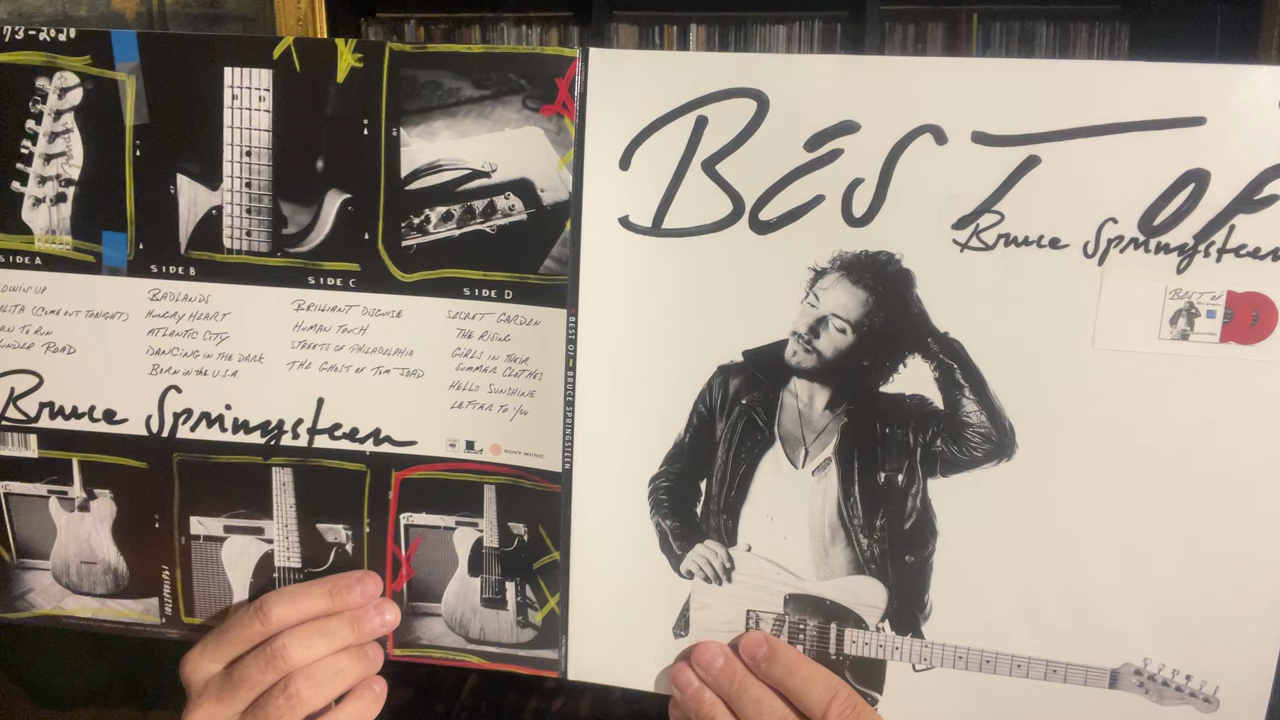 73-2020
SIDE A
SIDE B
SIDE C
SIDE D
OWIN UP
ALITA (COME OUT TONIGHT)
RN TO RUN
UNDER ROAD
BADLANDS
HUNGRY HEART
ATLANTIC CITY
DANCING IN THE DARK
BORN IN THE U.S.A
BRILLIANT DISGUISE
HUMAN TOUCH
STREETS OF PHILADELPHIA
THE GHOST OF TOM JOAD
SECRET GARDEN
THE RISING
GIRLS IN THEIR
SUMMER CLOTHES
HELLO SUNSHINE
LETTER TO YOU
Bruce Springsteen
SONY MUSIC
BEST OF – BRUCE SPRINGSTEEN
BEST OF
Bruce Springsteen
BEST OF